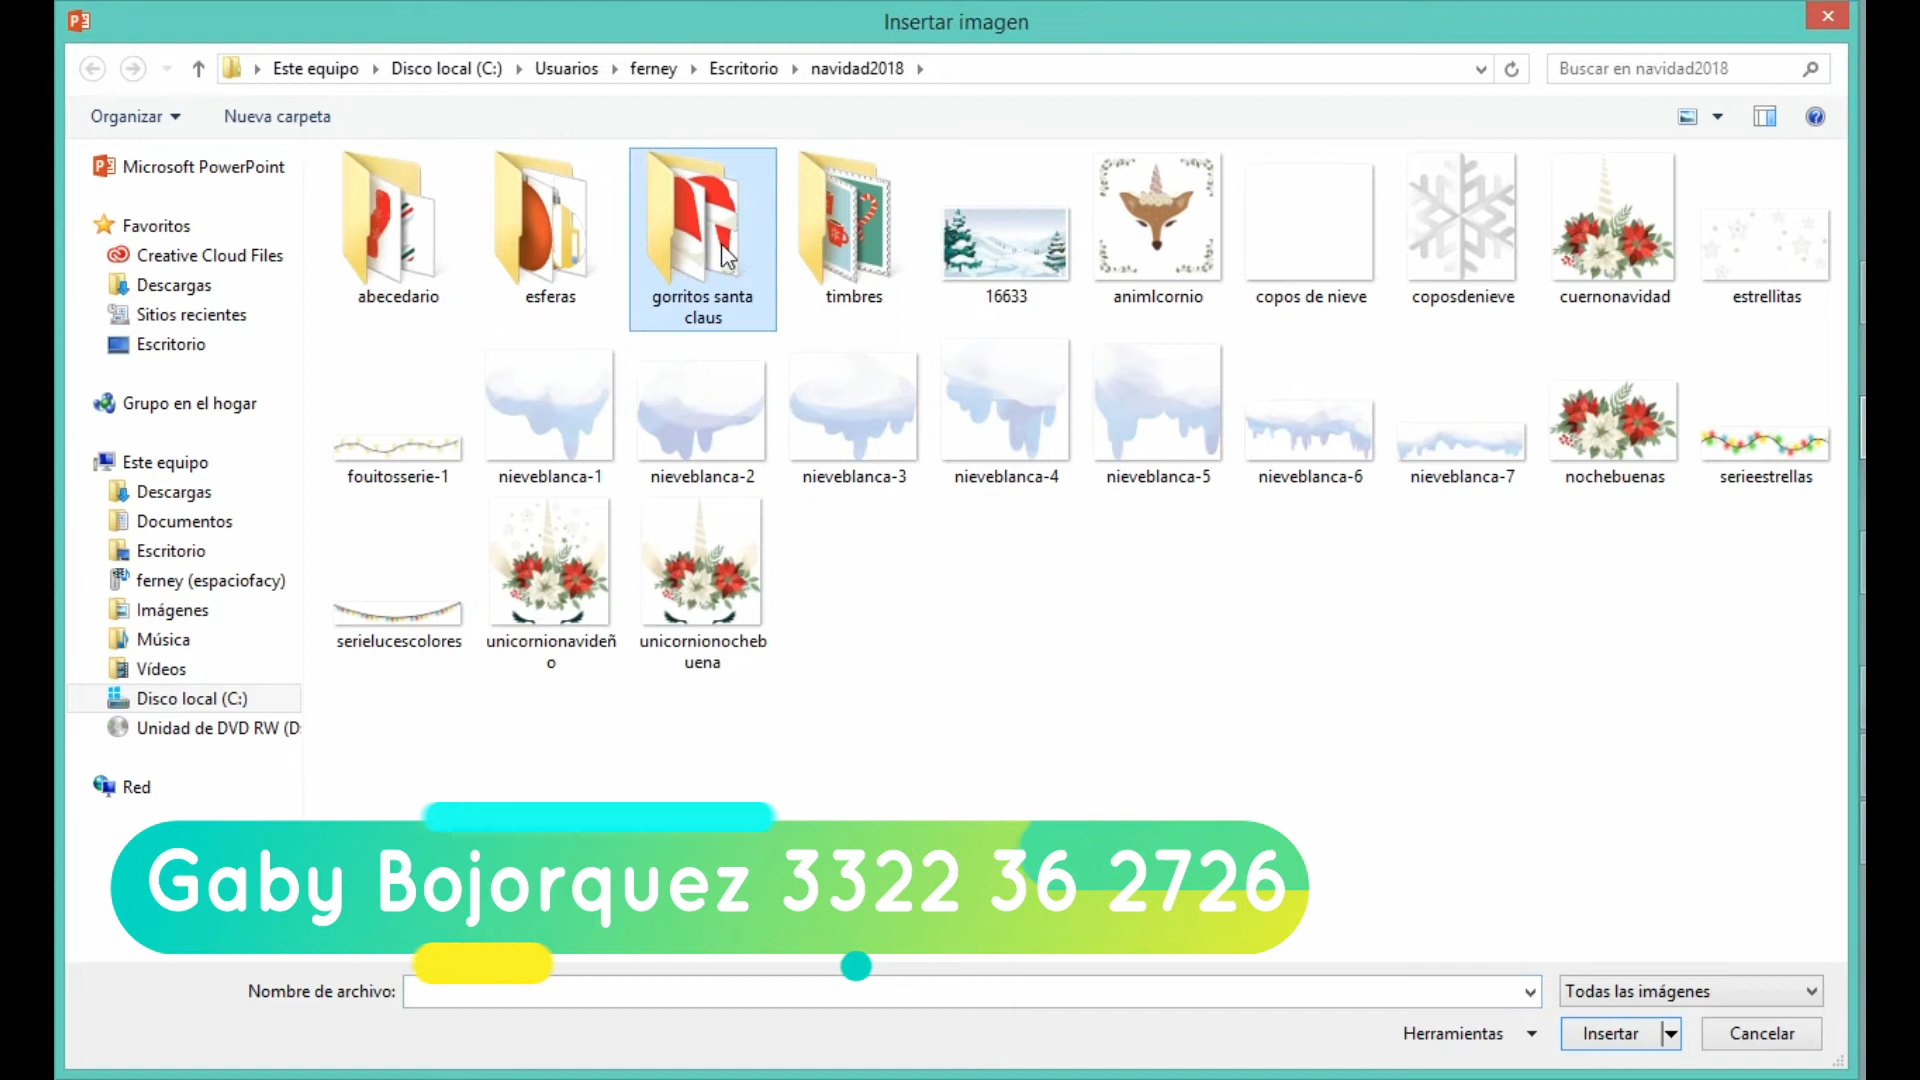 Insertar imagen
Este equipo Disco local (C:) Usuarios ferney Escritorio navidad2018
Buscar en navidad2018
Organizar
Nueva carpeta
Microsoft PowerPoint
Favoritos
Creative Cloud Files
Descargas
Sitios recientes
Escritorio
Grupo en el hogar
Este equipo
Descargas
Documentos
Escritorio
ferney (espaciofacy)
Imágenes
Música
Vídeos
Disco local (C:)
Unidad de DVD RW (D:
Red
abecedario
esferas
gorritos santa
claus
timbres
16633
animlcornio
copos de nieve
coposdenieve
cuernonavidad
estrellitas
fouitosserie-1
nieveblanca-1
nieveblanca-2
nieveblanca-3
nieveblanca-4
nieveblanca-5
nieveblanca-6
nieveblanca-7
nochebuenas
serieestrellas
serielucescolores
unicornionavideñ
o
unicornionocheb
uena
Gaby Bojorquez 3322 36 2726
Nombre de archivo:
Todas las imágenes
Herramientas
Insertar
Cancelar